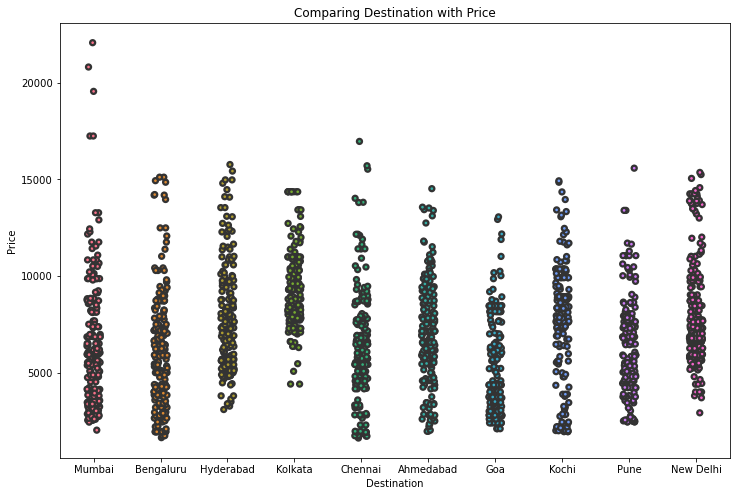 Comparing Destination with Price
Price
20000
15000
10000
5000
Mumbai Bengaluru Hyderabad Kolkata Chennai Ahmedabad Goa Kochi Pune New Delhi
Destination